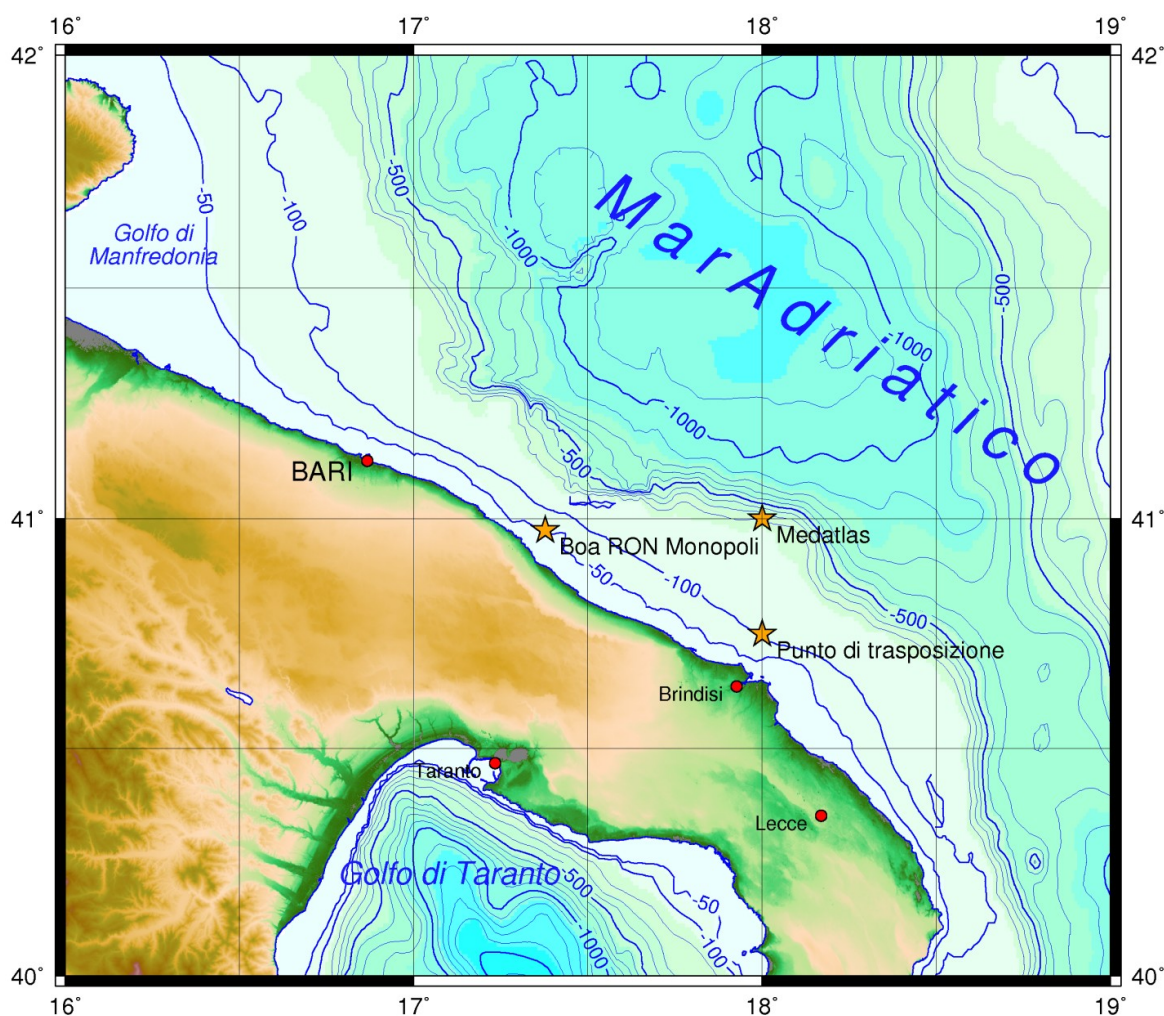 16°
17°
18°
19°
42°
42°
-50
-100
-500
-1000
Golfo di
Manfredonia
Mar Adriatico
-500
-1000
-1000
BARI
-500
41°
41°
Boa RON Monopoli
Medatlas
-50
-100
-500
Punto di trasposizione
Brindisi
Taranto
Lecce
Golfo di Taranto
-500
-50
-1000
-100
40°
40°
16°
17°
18°
19°